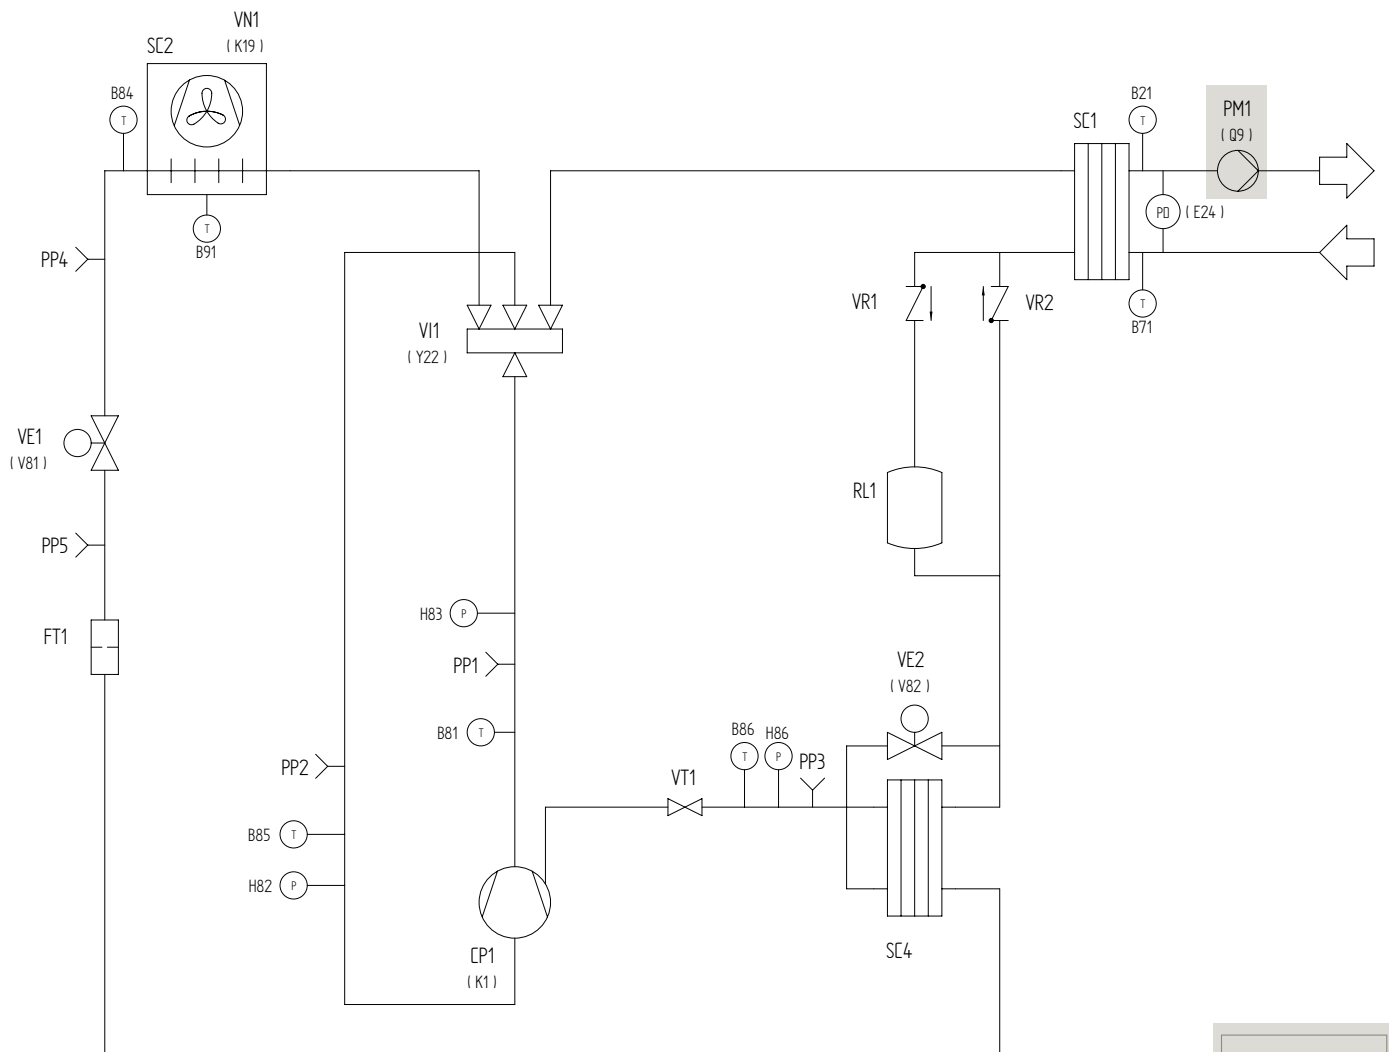 VN1
( K19 )
SC2
B84
T
B91
T
PP4
VE1
( V81 )
PP5
FT1
VI1
( Y22 )
H83
P
PP1
B81
T
PP2
B85
T
H82
P
CP1
( K1 )
VT1
B86
T
H86
P
PP3
VE2
( V82 )
SC4
RL1
VR1
VR2
SC1
B21
T
PM1
( Q9 )
PD
( E24 )
T
B71